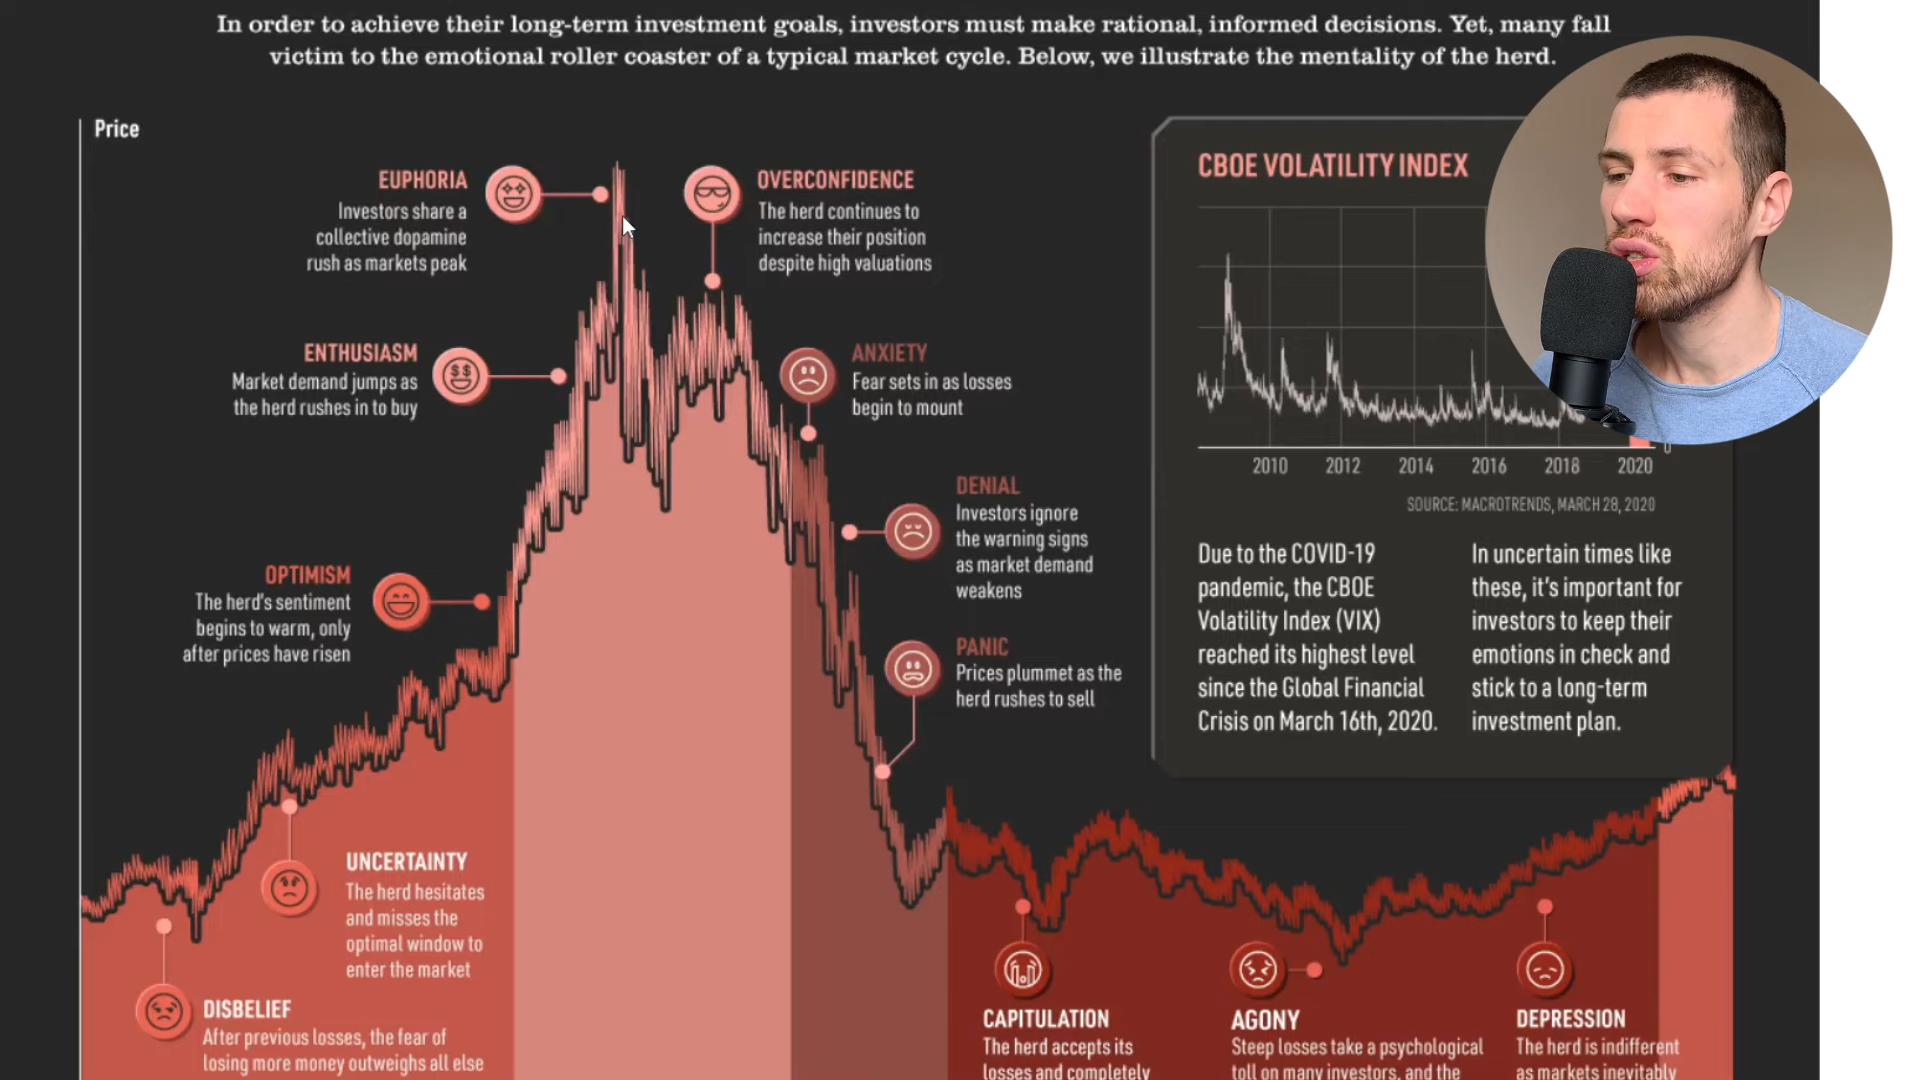 In order to achieve their long-term investment goals, investors must make rational, informed decisions. Yet, many fall
victim to the emotional roller coaster of a typical market cycle. Below, we illustrate the mentality of the herd.
Price
EUPHORIA
Investors share a
collective dopamine
rush as markets peak
OVERCONFIDENCE
The herd continues to
increase their position
despite high valuations
ENTHUSIASM
Market demand jumps as
the herd rushes in to buy
ANXIETY
Fear sets in as losses
begin to mount
DENIAL
Investors ignore
the warning signs
as market demand
weakens
OPTIMISM
The herd's sentiment
begins to warm, only
after prices have risen
PANIC
Prices plummet as the
herd rushes to sell
UNCERTAINTY
The herd hesitates
and misses the
optimal window to
enter the market
DISBELIEF
After previous losses, the fear of
losing more money outweighs all else
CAPITULATION
The herd accepts its
losses and completely
AGONY
Steep losses take a psychological
toll on many investors, and the
DEPRESSION
The herd is indifferent
as markets inevitably
CBOE VOLATILITY INDEX
2010 2012 2014 2016 2018 2020
SOURCE: MACROTRENDS, MARCH 28, 2020
Due to the COVID-19
pandemic, the CBOE
Volatility Index (VIX)
reached its highest level
since the Global Financial
Crisis on March 16th, 2020.
In uncertain times like
these, it's important for
investors to keep their
emotions in check and
stick to a long-term
investment plan.